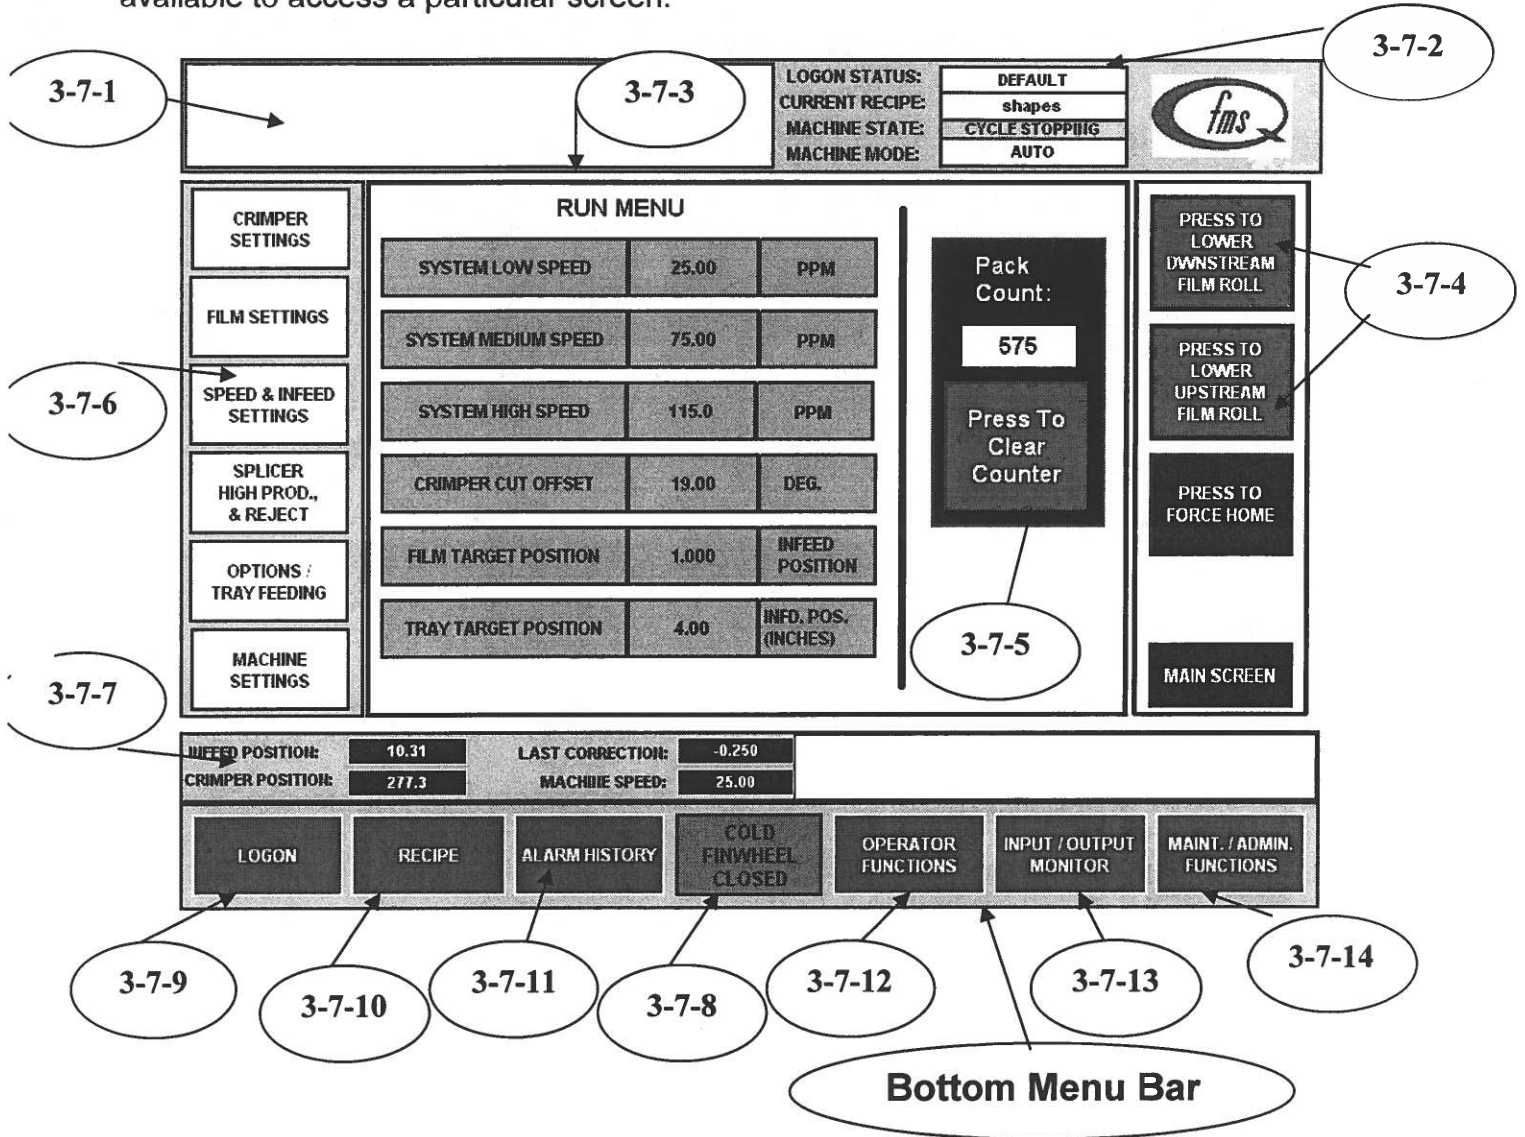 available to access a particular screen.
3-7-1
3-7-3
3-7-2
LOGON STATUS: DEFAULT
CURRENT RECIPE: shapes
MACHINE STATE: CYCLE STOPPING
MACHINE MODE: AUTO
fms
CRIMPER
SETTINGS
FILM SETTINGS
SPEED & INFEED
SETTINGS
SPLICER
HIGH PROD.,
& REJECT
OPTIONS /
TRAY FEEDING
MACHINE
SETTINGS
3-7-6
3-7-7
RUN MENU
SYSTEM LOW SPEED 25.00 PPM
SYSTEM MEDIUM SPEED 75.00 PPM
SYSTEM HIGH SPEED 115.0 PPM
CRIMPER CUT OFFSET 19.00 DEG.
FILM TARGET POSITION 1.000 INFEED
POSITION
TRAY TARGET POSITION 4.00 INFD. POS.
(INCHES)
Pack
Count:
575
Press To
Clear
Counter
3-7-5
PRESS TO
LOWER
DWNSTREAM
FILM ROLL
PRESS TO
LOWER
UPSTREAM
FILM ROLL
3-7-4
PRESS TO
FORCE HOME
MAIN SCREEN
INFEED POSITION: 10.31 LAST CORRECTION: -0.250
CRIMPER POSITION: 277.3 MACHINE SPEED: 25.00
LOGON
RECIPE
ALARM HISTORY
COLD
FINWHEEL
CLOSED
OPERATOR
FUNCTIONS
INPUT / OUTPUT
MONITOR
MAINT. / ADMIN.
FUNCTIONS
3-7-9
3-7-10
3-7-11
3-7-8
3-7-12
3-7-13
3-7-14
Bottom Menu Bar